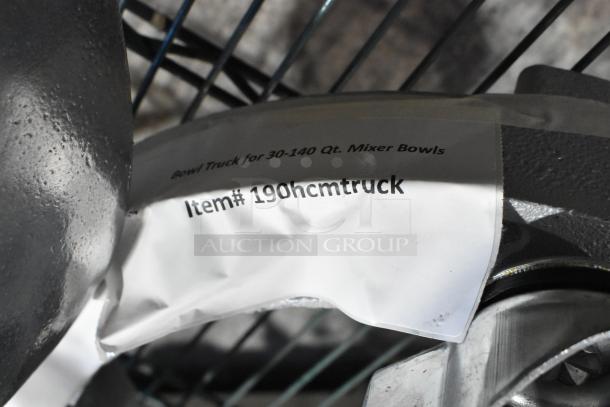 Bowl Truck for 30-140 Qt. Mixer Bowls
Item# 190hcmtruck
AUCTION GROUP